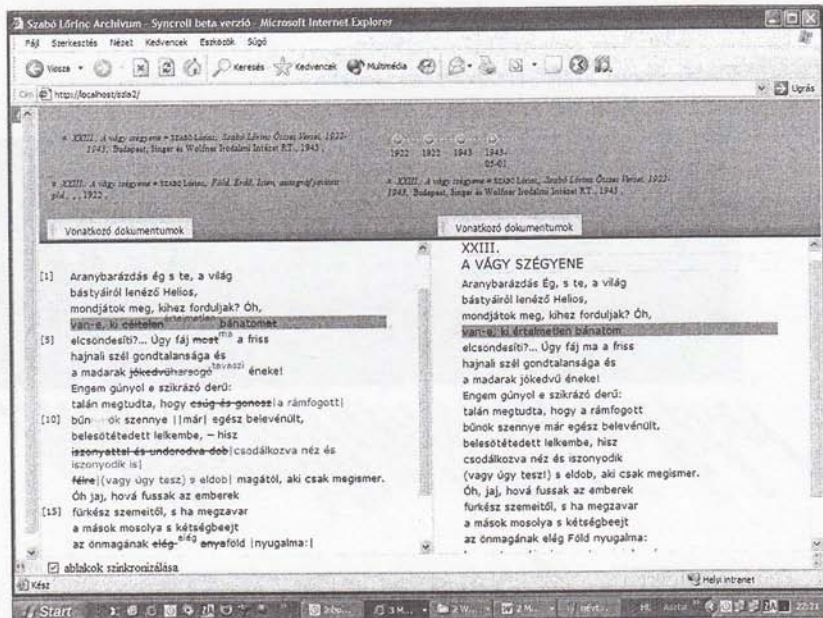 Szabó Lőrinc Archívum - Syncroll beta verzió - Microsoft Internet Explorer
Fájl Szerkesztés Nézet Kedvencek Eszközök Súgó
Vissza Keresés Kedvencek Multimédia
Cím http://localhost/szla2/ Ugrás
XXIII. A vágy szégyene = SZABÓ Lőrinc, Szabó Lőrinc Összes Versei, 1922-
1943, Budapest, Singer és Wolfner Irodalmi Intézet RT., 1943 ,
XXIII. A vágy szégyene = SZABÓ Lőrinc, Föld, Erdő, Isten,
pld., , , 1922 ,
Vonatkozó dokumentumok
[1] Aranybarázdás ég s te, a világ
bástyáiról lenéző Helios,
mondjátok meg, kihez forduljak? Óh,
van-e, ki céltalan értelmetlen bánatomat
[5] elcsöndesíti?... Úgy fáj most ma a friss
hajnali szél gondtalansága és
a madarak jókedvű harsogó tavaszi éneke!
Engem gúnyol e szikrázó derű:
talán megtudta, hogy csúg és gonosz|a rámfogott|
[10] bűn ök szennye ||már| egész belevénült,
belesötétedett lelkembe, – hisz
iszonyattal és undorodva dob|csodálkozva néz és
iszonyodik is|
félre|(vagy úgy tesz) s eldob| magától, aki csak megismer.
Óh jaj, hová fussak az emberek
[15] fürkész szemeitől, s ha megzavar
a mások mosolya s kétségbeejt
az önmagának elég- elég anyaföld |nyugalma:|
1922 1922 1943 1943-
05-01
XXIII. A vágy szégyene = SZABÓ Lőrinc, Szabó Lőrinc Összes Versei, 1922-
1943, Budapest, Singer és Wolfner Irodalmi Intézet RT., 1943 ,
Vonatkozó dokumentumok
XXIII.
A VÁGY SZÉGYENE
Aranybarázdás Ég, s te, a világ
bástyáiról lenéző Helios,
mondjátok meg, kihez forduljak? Óh,
van-e, ki értelmetlen bánatom
elcsöndesíti?... Úgy fáj ma a friss
hajnali szél gondtalansága és
a madarak jókedvű éneke!
Engem gúnyol e szikrázó derű:
talán megtudta, hogy a rámfogott
bűnök szennye már egész belevénült,
belesötétedett lelkembe, hisz
csodálkozva néz és iszonyodik
(vagy úgy tesz!) s eldob, aki csak megismer.
Óh jaj, hová fussak az emberek
fürkész szemeitől, s ha megzavar
a mások mosolya s kétségbeejt
az önmagának elég Föld nyugalma:
ablakok szinkronizálása
Kész Helyi intranet
Start Inbo... 3 M... 2 W... 2 M... névt... HU Asztal 22:21